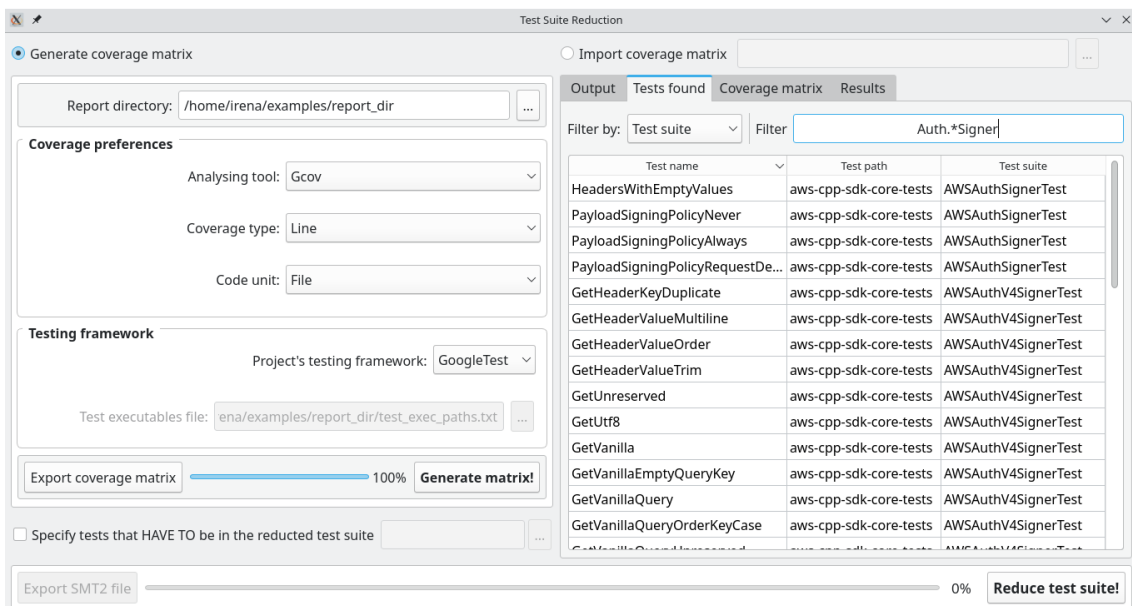 Test Suite Reduction
Generate coverage matrix
Import coverage matrix
...
Report directory: /home/irena/examples/report_dir ...
Coverage preferences
Analysing tool: Gcov
Coverage type: Line
Code unit: File
Testing framework
Project's testing framework: GoogleTest
Test executables file: ena/examples/report_dir/test_exec_paths.txt ...
Export coverage matrix 100% Generate matrix!
Specify tests that HAVE TO be in the reducted test suite ...
Output Tests found Coverage matrix Results
Filter by: Test suite Filter Auth.*Signer
Test name Test path Test suite
HeadersWithEmptyValues aws-cpp-sdk-core-tests AWSAuthSignerTest
PayloadSigningPolicyNever aws-cpp-sdk-core-tests AWSAuthSignerTest
PayloadSigningPolicyAlways aws-cpp-sdk-core-tests AWSAuthSignerTest
PayloadSigningPolicyRequestDe... aws-cpp-sdk-core-tests AWSAuthSignerTest
GetHeaderKeyDuplicate aws-cpp-sdk-core-tests AWSAuthV4SignerTest
GetHeaderValueMultiline aws-cpp-sdk-core-tests AWSAuthV4SignerTest
GetHeaderValueOrder aws-cpp-sdk-core-tests AWSAuthV4SignerTest
GetHeaderValueTrim aws-cpp-sdk-core-tests AWSAuthV4SignerTest
GetUnreserved aws-cpp-sdk-core-tests AWSAuthV4SignerTest
GetUtf8 aws-cpp-sdk-core-tests AWSAuthV4SignerTest
GetVanilla aws-cpp-sdk-core-tests AWSAuthV4SignerTest
GetVanillaEmptyQueryKey aws-cpp-sdk-core-tests AWSAuthV4SignerTest
GetVanillaQuery aws-cpp-sdk-core-tests AWSAuthV4SignerTest
GetVanillaQueryOrderKeyCase aws-cpp-sdk-core-tests AWSAuthV4SignerTest
Export SMT2 file 0% Reduce test suite!